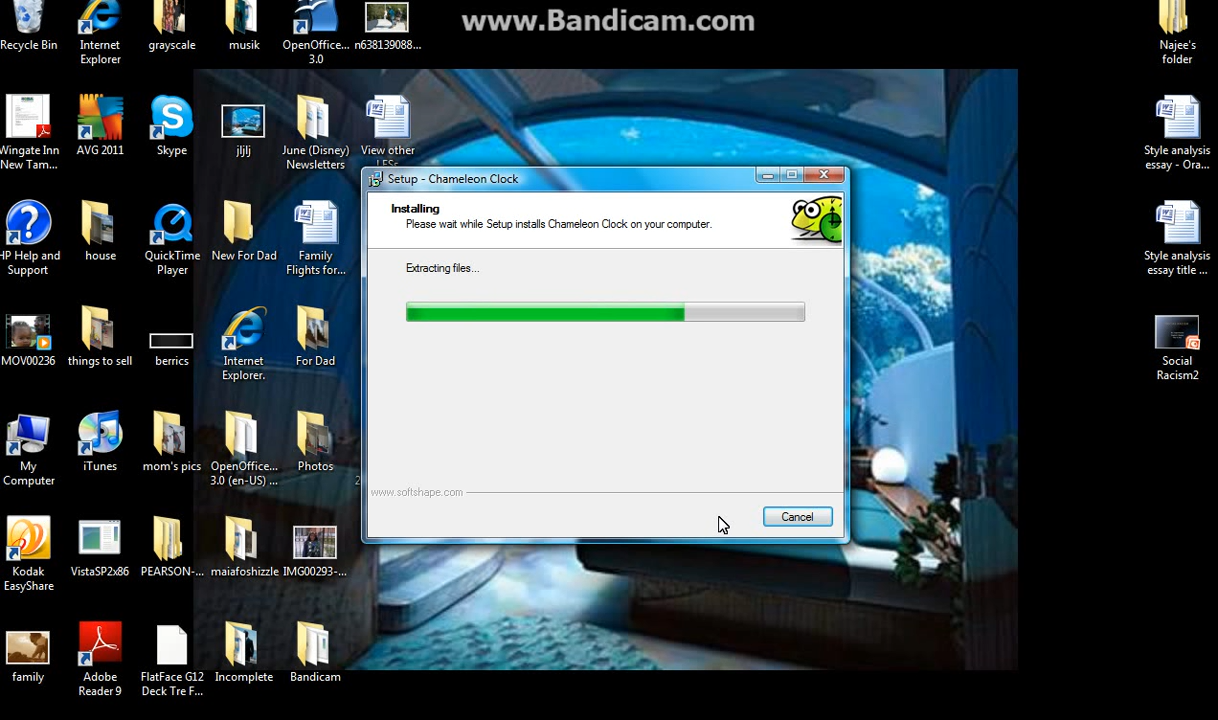 www.Bandicam.com
Recycle Bin
Internet
Explorer
grayscale
musik
OpenOffice...
3.0
n638139088...
Najee's
folder
Wingate Inn
New Tam...
AVG 2011
Skype
jljlj
June (Disney)
Newsletters
View other
Style analysis
essay - Ora...
Setup - Chameleon Clock
Installing
Please wait while Setup installs Chameleon Clock on your computer.
Extracting files...
www.softshape.com
Cancel
HP Help and
Support
house
QuickTime
Player
New For Dad
Family
Flights for...
Style analysis
essay title ...
MOV00236
things to sell
berrics
Internet
Explorer.
For Dad
Social
Racism2
My
Computer
iTunes
mom's pics
OpenOffice...
3.0 (en-US) ...
Photos
Kodak
EasyShare
VistaSP2x86
PEARSON-...
maiafoshizzle
IMG00293-...
family
Adobe
Reader 9
FlatFace G12
Deck Tre F...
Incomplete
Bandicam